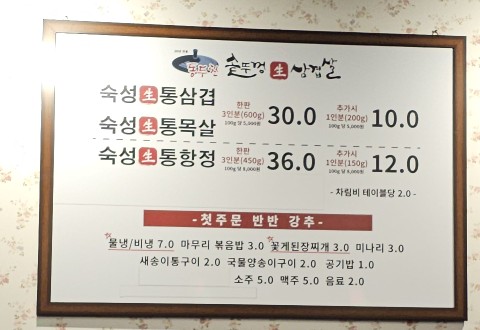 솥뚜껑 生 삼겹살
숙성 生 통삼겹
숙성 生 통목살
한판 3인분(600g) 100g 당 5,000원 30.0
추가시 1인분(200g) 100g 당 5,000원 10.0
숙성 生 통항정
한판 3인분(450g) 100g 당 8,000원 36.0
추가시 1인분(150g) 100g 당 8,000원 12.0
- 차림비 테이블당 2.0 -
-첫주문 반반 강추-
물냉/비냉 7.0 마무리 볶음밥 3.0 꽃게된장찌개 3.0 미나리 3.0
새송이통구이 2.0 국물양송이구이 2.0 공기밥 1.0
소주 5.0 맥주 5.0 음료 2.0